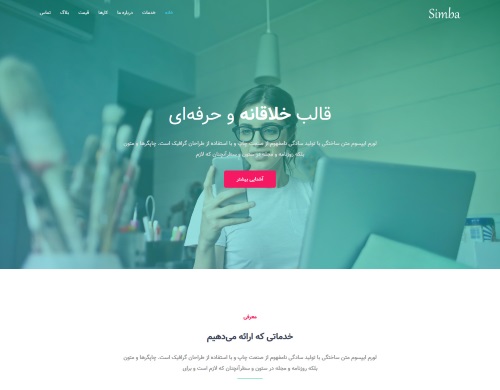 Simba
خانه
خدمات
درباره ما
کارها
قیمت
بلاگ
تماس
قالب خلاقانه و حرفه‌ای
لورم ایپسوم متن ساختگی با تولید سادگی نامفهوم از صنعت چاپ و با استفاده از طراحان گرافیک است. چاپگرها و متون
بلکه روزنامه و مجله در ستون و سطرآنچنان که لازم
آشنایی بیشتر
معرفی
خدماتی که ارائه می‌دهیم
لورم ایپسوم متن ساختگی با تولید سادگی نامفهوم از صنعت چاپ و با استفاده از طراحان گرافیک است. چاپگرها و متون
بلکه روزنامه و مجله در ستون و سطرآنچنان که لازم است و برای